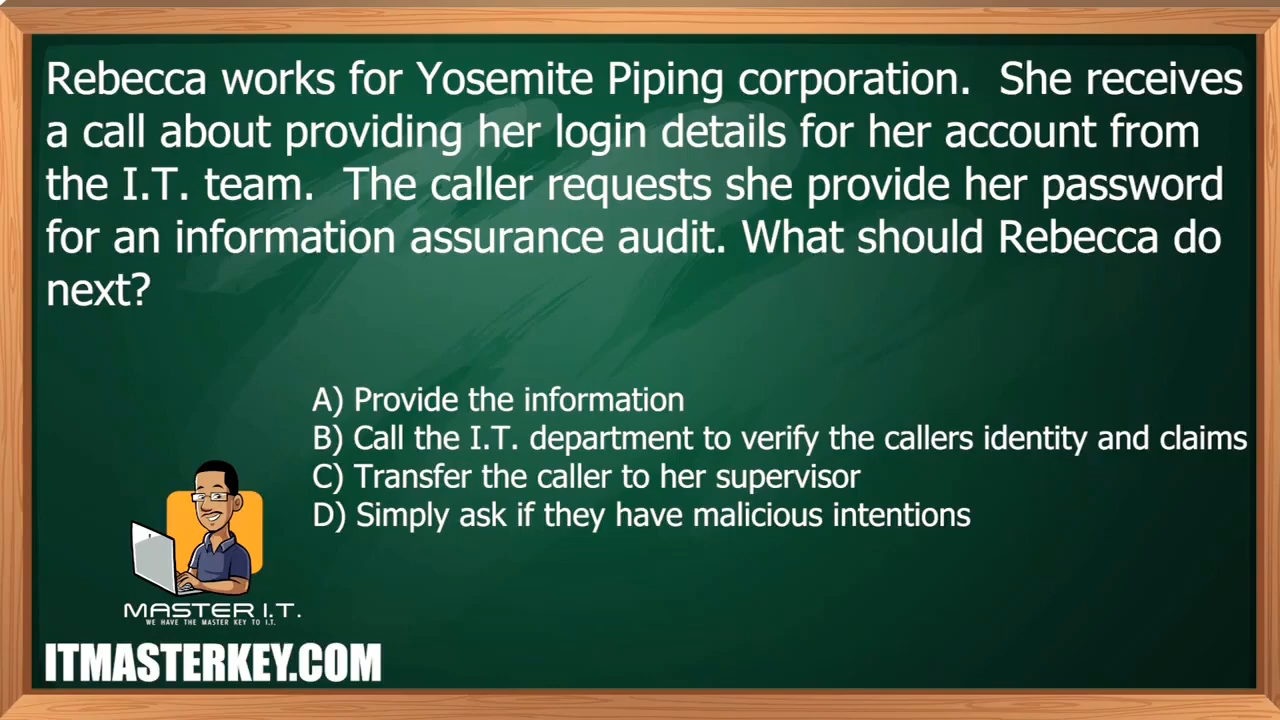 Rebecca works for Yosemite Piping corporation.  She receives
a call about providing her login details for her account from
the I.T. team.  The caller requests she provide her password
for an information assurance audit. What should Rebecca do
next?
A) Provide the information
B) Call the I.T. department to verify the callers identity and claims
C) Transfer the caller to her supervisor
D) Simply ask if they have malicious intentions
MASTER I.T.
WE HAVE THE MASTER KEY TO I.T.
ITMASTERKEY.COM